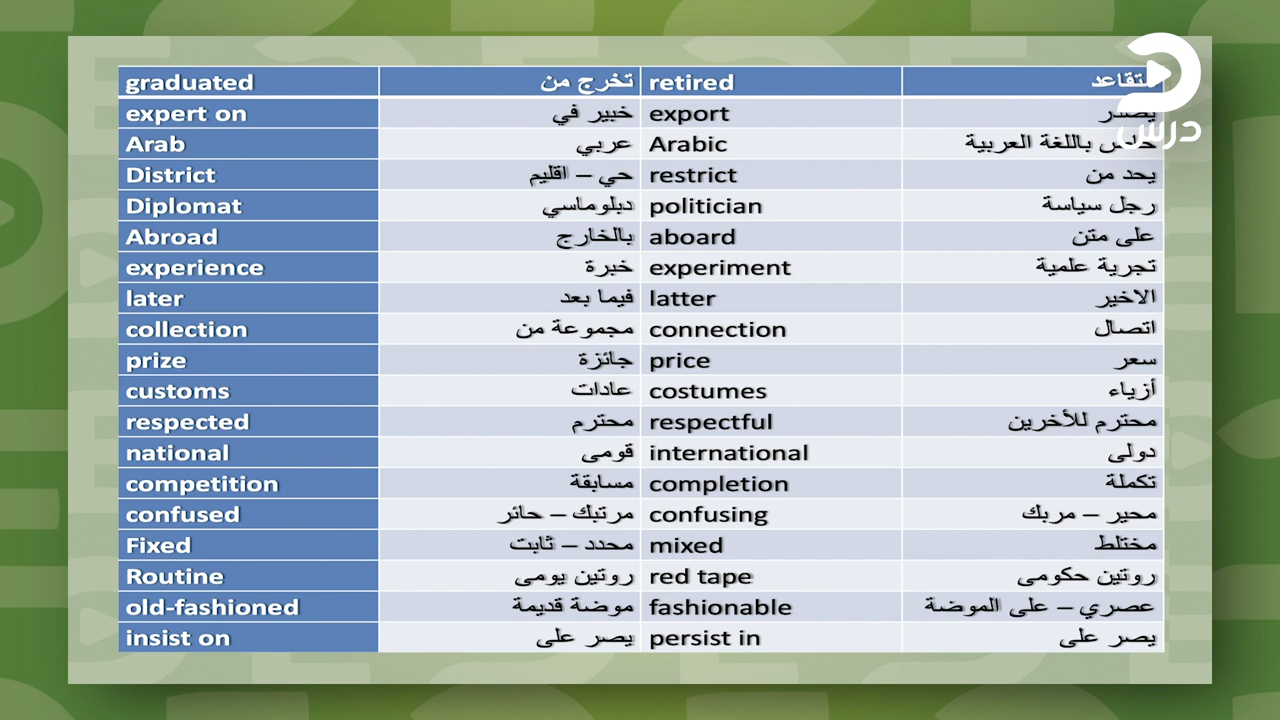 graduated تخرج من retired متقاعد
expert on خبير في export يصدر
Arab عربي Arabic خاص باللغة العربية
District حي – اقليم restrict يحد من
Diplomat دبلوماسي politician رجل سياسة
Abroad بالخارج aboard على متن
experience خبرة experiment تجربة علمية
later فيما بعد latter الاخير
collection مجموعة من connection اتصال
prize جائزة price سعر
customs عادات costumes أزياء
respected محترم respectful محترم للأخرين
national قومى international دولى
competition مسابقة completion تكملة
confused مرتبك – حائر confusing محير – مربك
Fixed محدد – ثابت mixed مختلط
Routine روتين يومى red tape روتين حكومى
old-fashioned موضة قديمة fashionable عصري – على الموضة
insist on يصر على persist in يصر على
درس